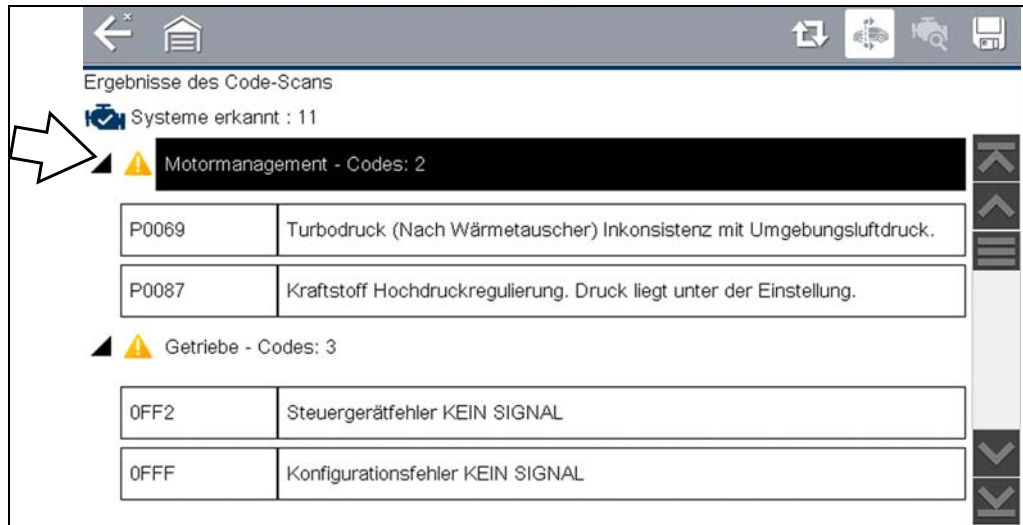 Ergebnisse des Code-Scans
Systeme erkannt : 11
Motormanagement - Codes: 2
P0069 Turbodruck (Nach Wärmetauscher) Inkonsistenz mit Umgebungsluftdruck.
P0087 Kraftstoff Hochdruckregulierung. Druck liegt unter der Einstellung.
Getriebe - Codes: 3
0FF2 Steuergerätfehler KEIN SIGNAL
0FFF Konfigurationsfehler KEIN SIGNAL